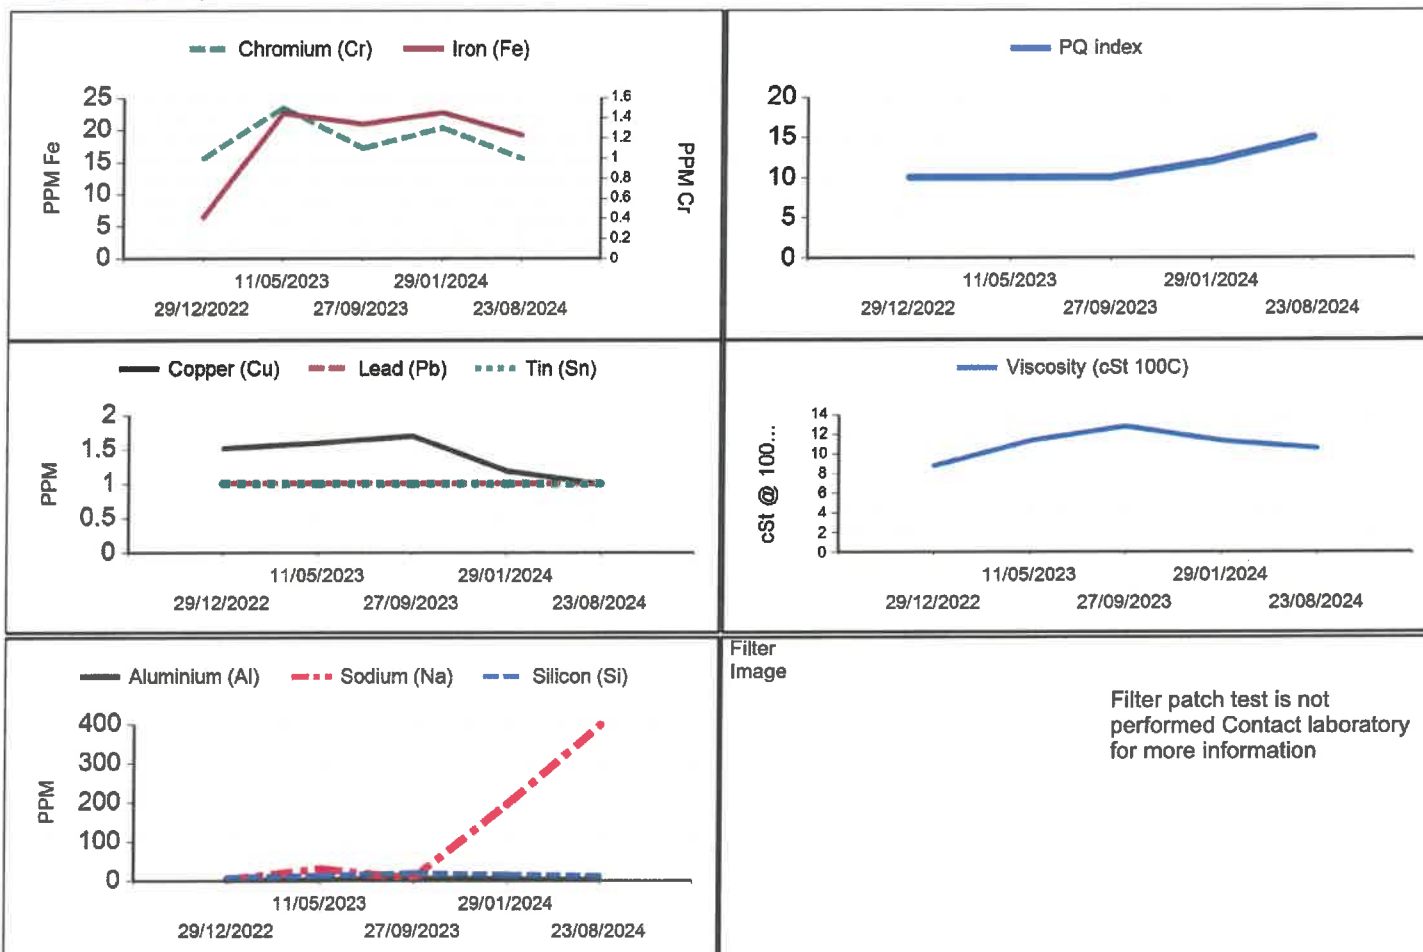 Chromium (Cr) Iron (Fe)
PPM Fe
25
20
15
10
5
0
1.6
1.4
1.2
1
0.8
0.6
0.4
0.2
0
PPM Cr
11/05/2023 29/01/2024
29/12/2022 27/09/2023 23/08/2024
PQ index
20
15
10
5
0
11/05/2023 29/01/2024
29/12/2022 27/09/2023 23/08/2024
Copper (Cu) Lead (Pb) Tin (Sn)
PPM
2
1.5
1
0.5
0
11/05/2023 29/01/2024
29/12/2022 27/09/2023 23/08/2024
Viscosity (cSt 100C)
cSt @ 100...
14
12
10
8
6
4
2
0
11/05/2023 29/01/2024
29/12/2022 27/09/2023 23/08/2024
Aluminium (Al) Sodium (Na) Silicon (Si)
PPM
400
300
200
100
0
11/05/2023 29/01/2024
29/12/2022 27/09/2023 23/08/2024
Filter
Image
Filter patch test is not
performed Contact laboratory
for more information